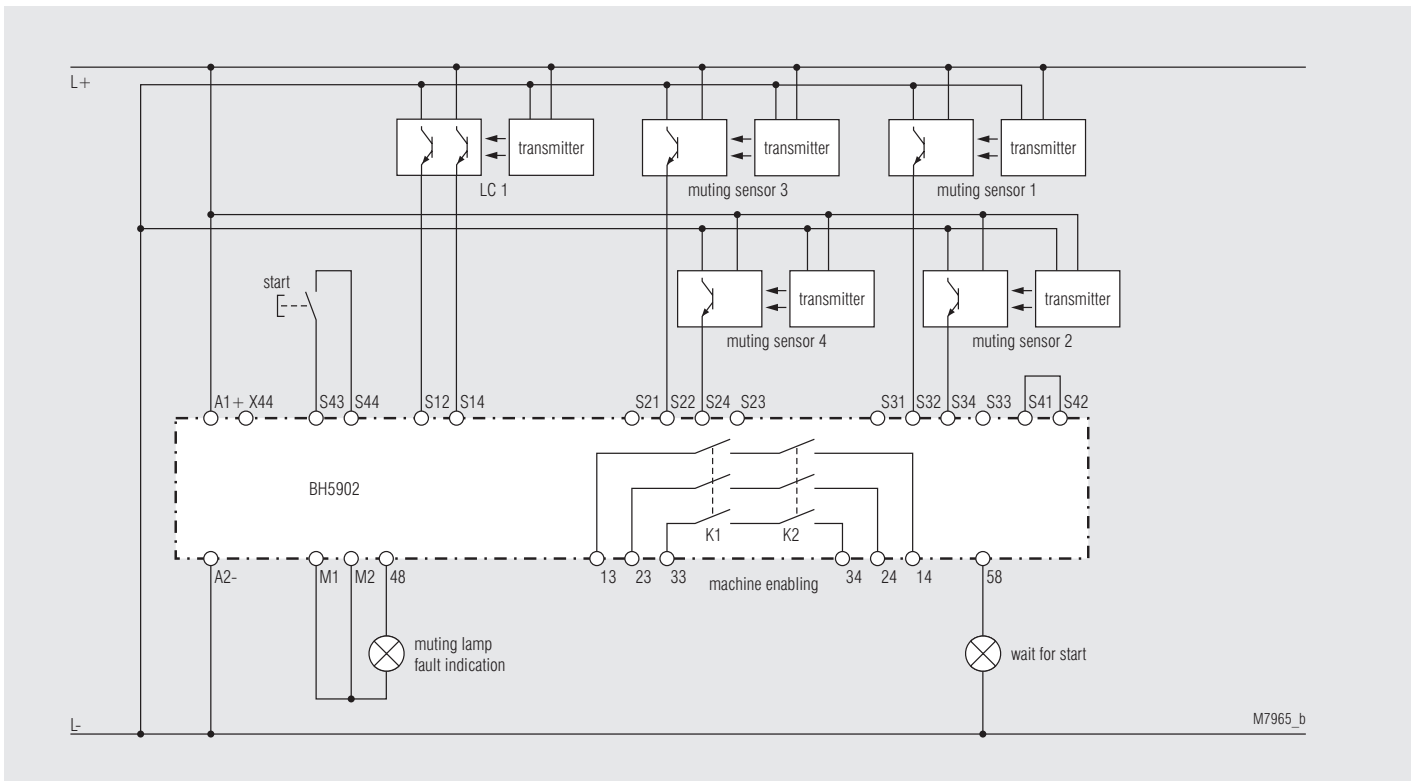 L+
transmitter
transmitter
transmitter
LC 1
muting sensor 3
muting sensor 1
start
transmitter
transmitter
muting sensor 4
muting sensor 2
A1+ X44 S43 S44 S12 S14 S21 S22 S24 S23 S31 S32 S34 S33 S41 S42
BH5902
K1 K2
A2- M1 M2 48 13 23 33 machine enabling 34 24 14 58
muting lamp
fault indication
wait for start
L-
M7965_b